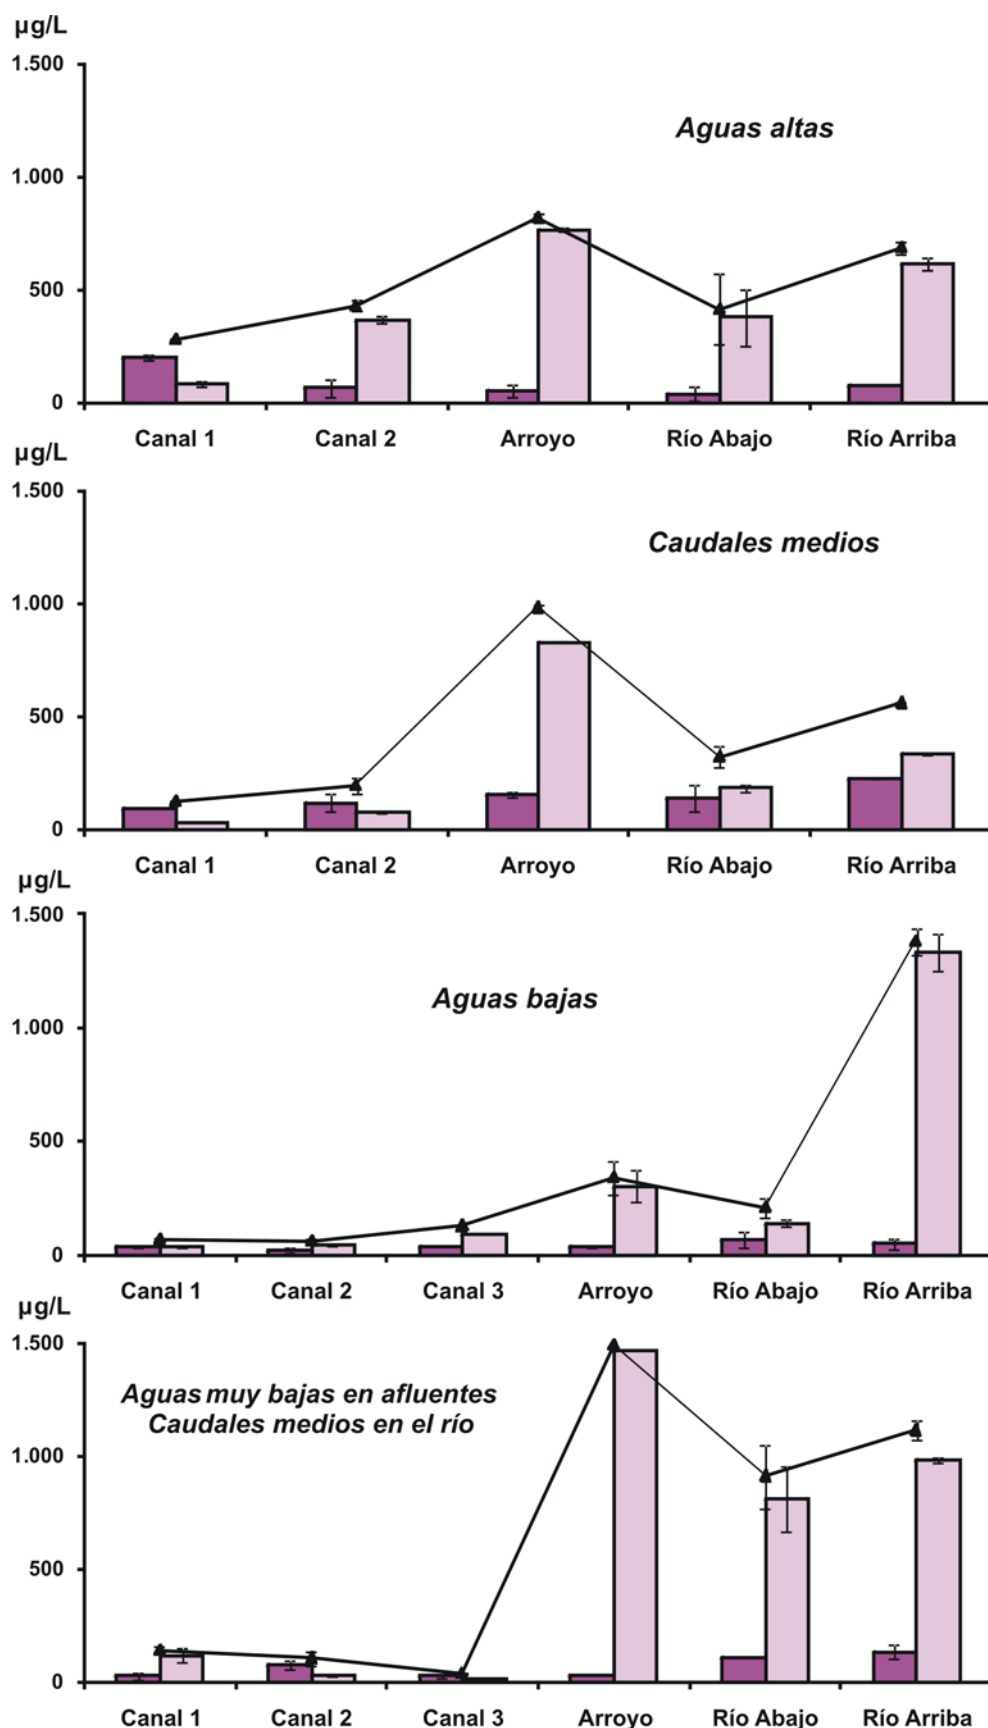 µg/L
1.500
Aguas altas
1.000
500
0
Canal 1 Canal 2 Arroyo Río Abajo Río Arriba
µg/L
1.500
Caudales medios
1.000
500
0
Canal 1 Canal 2 Arroyo Río Abajo Río Arriba
µg/L
1.500
Aguas bajas
1.000
500
0
Canal 1 Canal 2 Canal 3 Arroyo Río Abajo Río Arriba
µg/L
1.500
Aguas muy bajas en afluentes
Caudales medios en el río
1.000
500
0
Canal 1 Canal 2 Canal 3 Arroyo Río Abajo Río Arriba